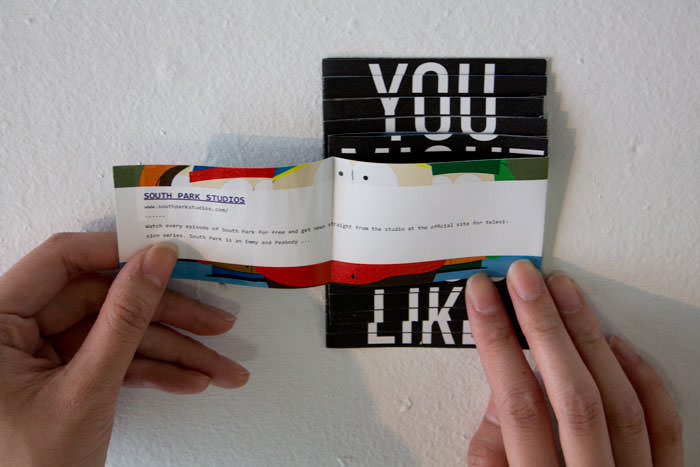 YOU
MIGHT
SOUTH PARK STUDIOS
www.southparkstudios.com/
------
Watch every episode of South Park for Free and get news straight from the studio at the official site for televi-
sion series. South Park is an Emmy and Peabody ...
LIKE